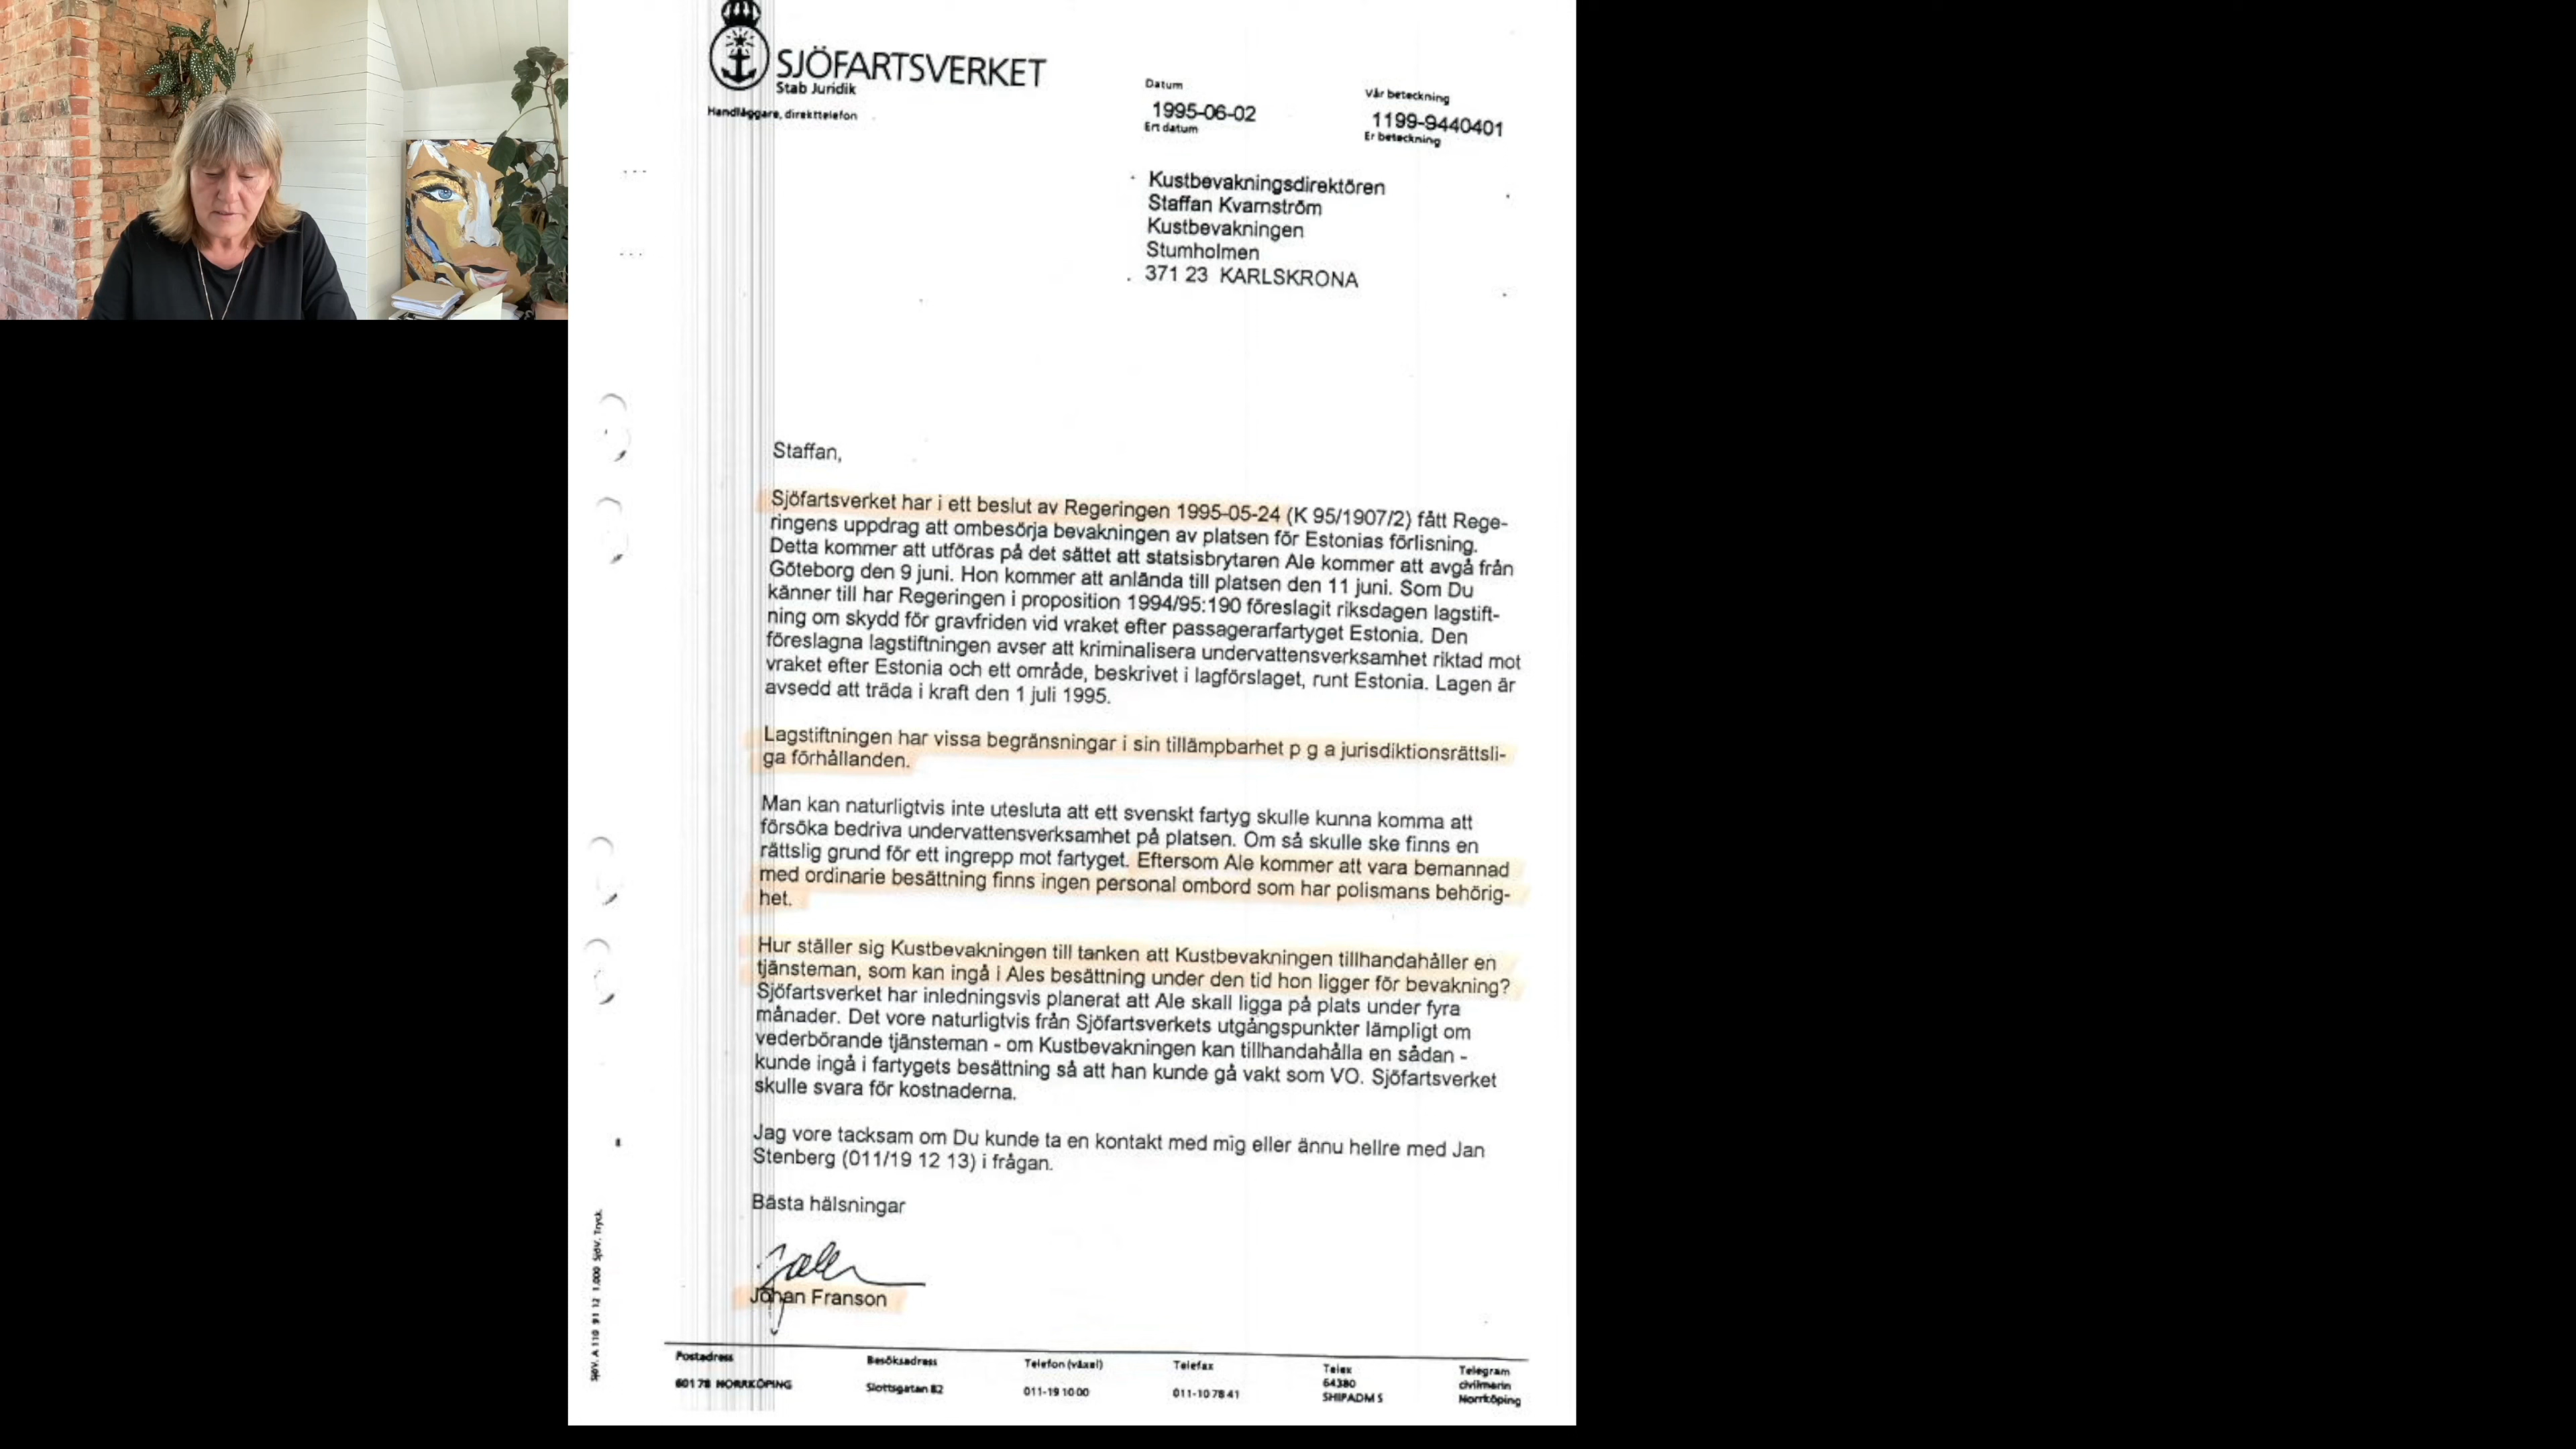 SJÖFARTSVERKET
Stab Juridik
Handläggare, direkttelefon
Datum
1995-06-02
Ert datum
Vår beteckning
1199-9440401
Er beteckning
Kustbevakningsdirektören
Staffan Kvarnström
Kustbevakningen
Stumholmen
371 23 KARLSKRONA
Staffan,
Sjöfartsverket har i ett beslut av Regeringen 1995-05-24 (K 95/1907/2) fått Rege-
ringens uppdrag att ombesörja bevakningen av platsen för Estonias förlisning.
Detta kommer att utföras på det sättet att statsisbrytaren Ale kommer att avgå från
Göteborg den 9 juni. Hon kommer att anlända till platsen den 11 juni. Som Du
känner till har Regeringen i proposition 1994/95:190 föreslagit riksdagen lagstift-
ning om skydd för gravfriden vid vraket efter passagerarfartyget Estonia. Den
föreslagna lagstiftningen avser att kriminalisera undervattensverksamhet riktad mot
vraket efter Estonia och ett område, beskrivet i lagförslaget, runt Estonia. Lagen är
avsedd att träda i kraft den 1 juli 1995.
Lagstiftningen har vissa begränsningar i sin tillämpbarhet p g a jurisdiktionsrättsli-
ga förhållanden.
Man kan naturligtvis inte utesluta att ett svenskt fartyg skulle kunna komma att
försöka bedriva undervattensverksamhet på platsen. Om så skulle ske finns en
rättslig grund för ett ingrepp mot fartyget. Eftersom Ale kommer att vara bemannad
med ordinarie besättning finns ingen personal ombord som har polismans behörig-
het.
Hur ställer sig Kustbevakningen till tanken att Kustbevakningen tillhandahåller en
tjänsteman, som kan ingå i Ales besättning under den tid hon ligger för bevakning?
Sjöfartsverket har inledningsvis planerat att Ale skall ligga på plats under fyra
månader. Det vore naturligtvis från Sjöfartsverkets utgångspunkter lämpligt om
vederbörande tjänsteman - om Kustbevakningen kan tillhandahålla en sådan -
kunde ingå i fartygets besättning så att han kunde gå vakt som VO. Sjöfartsverket
skulle svara för kostnaderna.
Jag vore tacksam om Du kunde ta en kontakt med mig eller ännu hellre med Jan
Stenberg (011/19 12 13) i frågan.
Bästa hälsningar
Johan Franson
SJöV. A 110 91 12 1.000 SjöV. Tryck.
Postadress
601 78 NORRKÖPING
Besöksadress
Slottsgatan 82
Telefon (växel)
011-19 10 00
Telefax
011-10 78 41
Telex
64380
SHIPADM S
Telegram
civilmarin
Norrköping